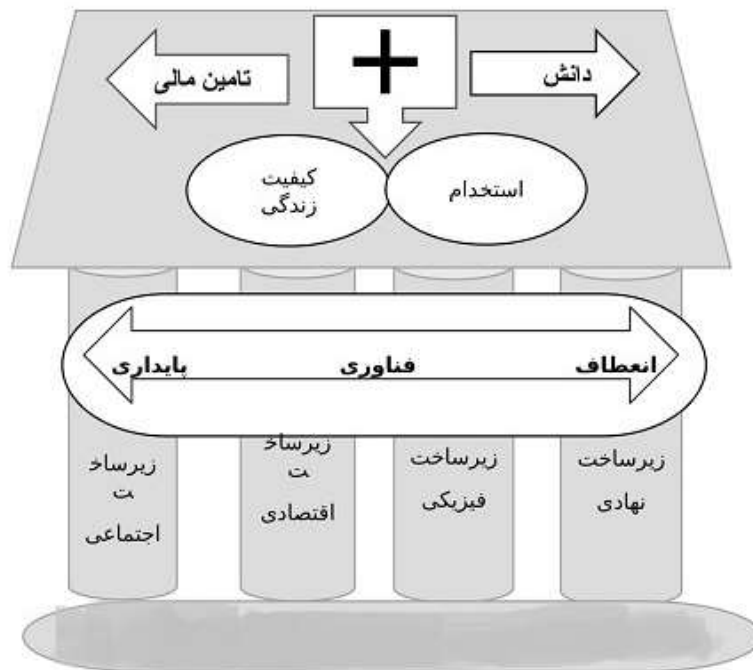 دانش
+
تامین مالی
استخدام
کیفیت
زندگی
انعطاف
فناوری
پایداری
زیرساخت
نهادی
زیرساخت
فیزیکی
زیرساخ
ت
اقتصادی
زیرساخ
ت
اجتماعی